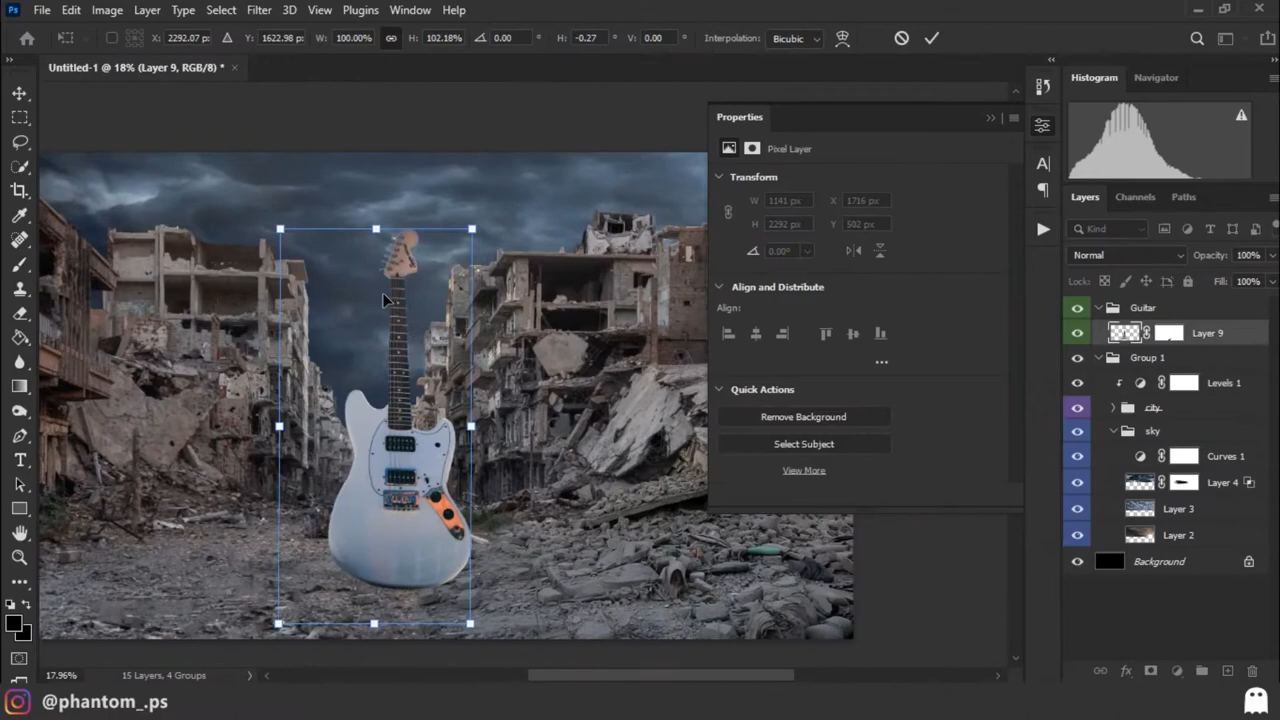 Ps File Edit Image Layer Type Select Filter 3D View Plugins Window Help
X: 2292.07 p: Y: 1622.98 p: W: 100.00% H: 102.18% 0.00 ° H: -0.27 ° V: 0.00 ° Interpolation: Bicubic
Untitled-1 @ 18% (Layer 9, RGB/8) * ×
Histogram Navigator
Properties
Pixel Layer
Transform
W 1141 px X 1716 px
H 2292 px Y 502 px
0.00°
Align and Distribute
Align:
Quick Actions
Remove Background
Select Subject
View More
Layers Channels Paths
Kind
Normal Opacity: 100%
Lock: Fill: 100%
Guitar
Layer 9
Group 1
Levels 1
city
sky
Curves 1
Layer 4
Layer 3
Layer 2
Background
17.96% 15 Layers, 4 Groups
@phantom_.ps